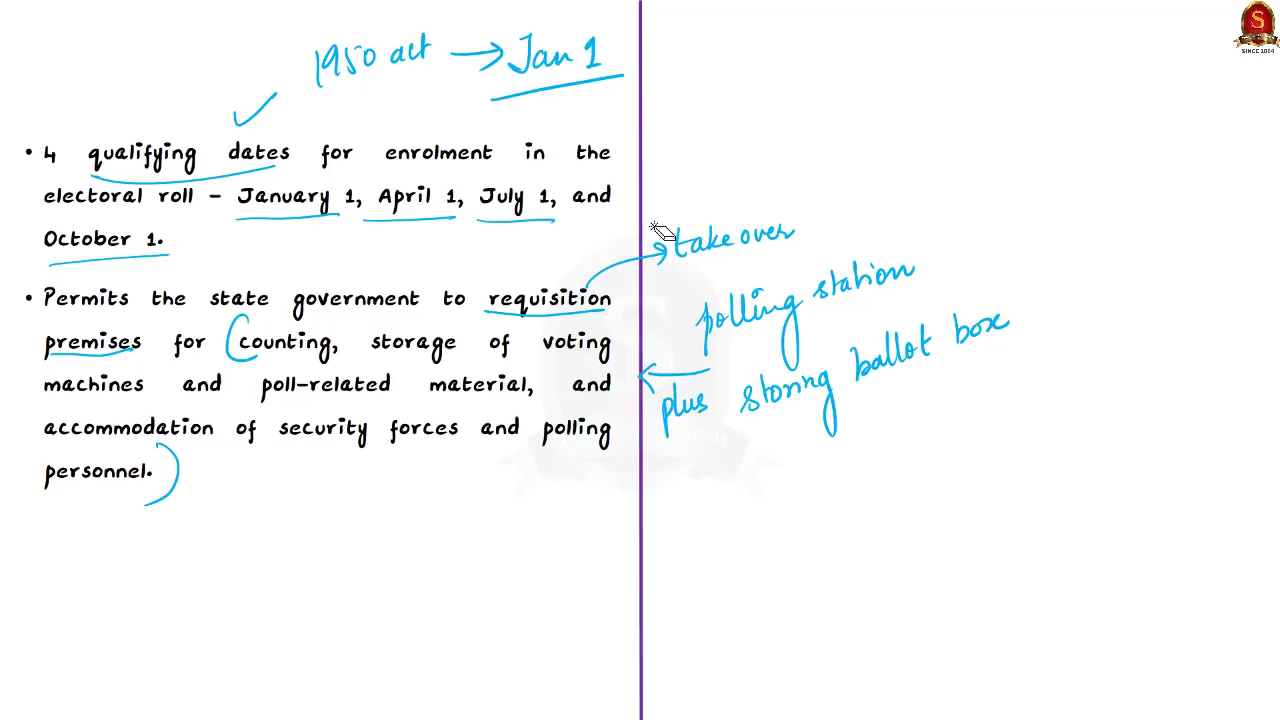 1950 act → Jan 1
• 4 qualifying dates for enrolment in the
electoral roll – January 1, April 1, July 1, and
October 1.
• Permits the state government to requisition
premises for counting, storage of voting
machines and poll-related material, and
accommodation of security forces and polling
personnel.
take over
polling station
plus storing ballot box
S
SINCE 1984